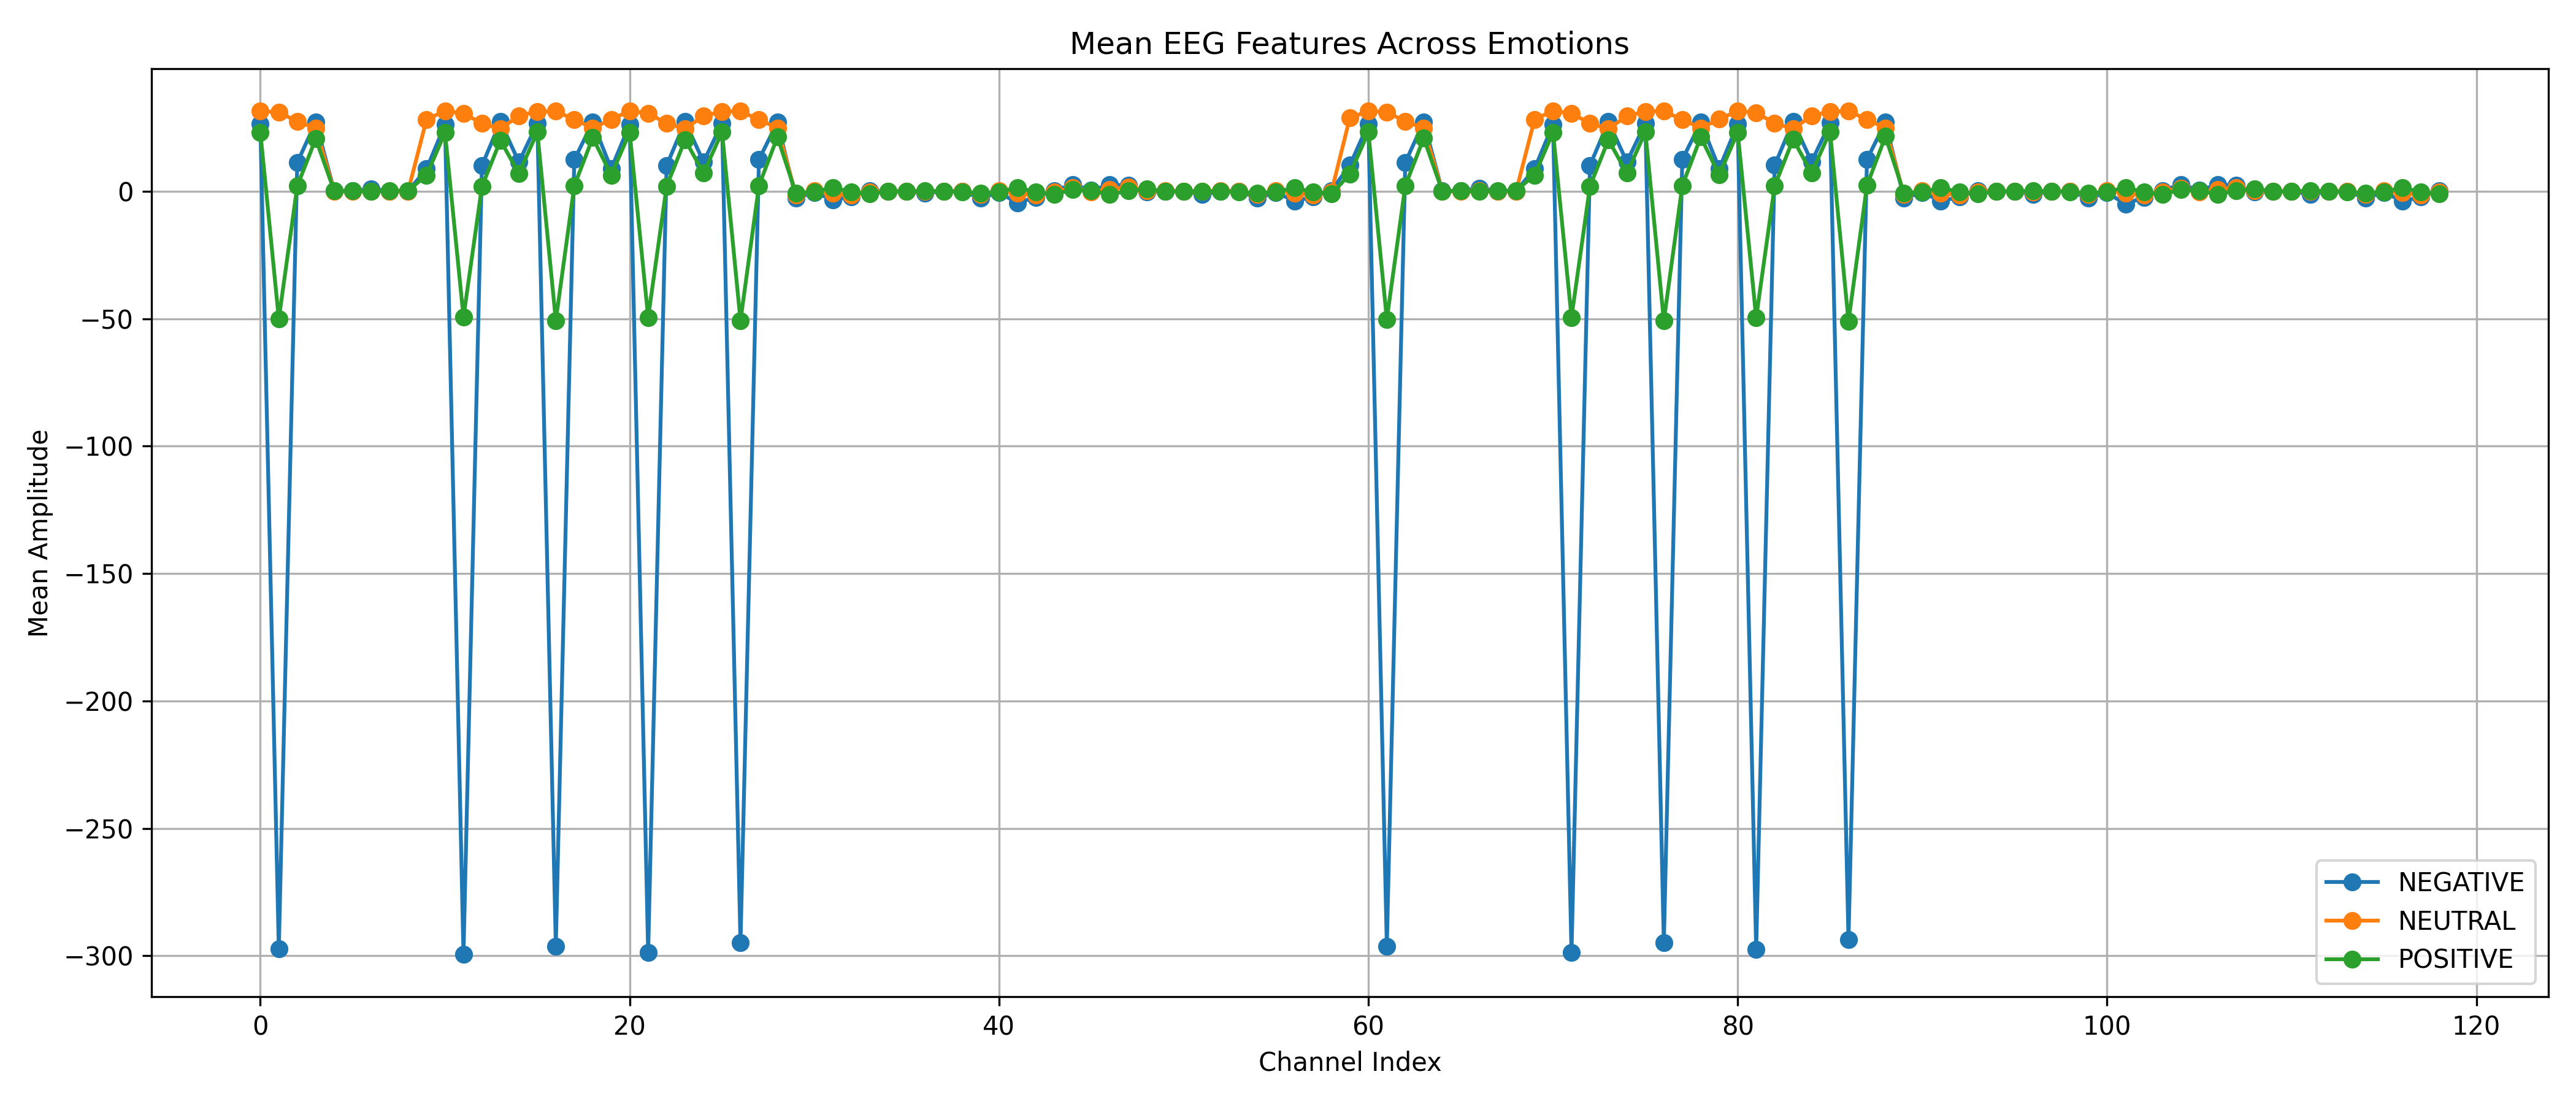 Mean EEG Features Across Emotions
Mean Amplitude
0
−50
−100
−150
−200
−250
−300
0 20 40 60 80 100 120
Channel Index
NEGATIVE
NEUTRAL
POSITIVE